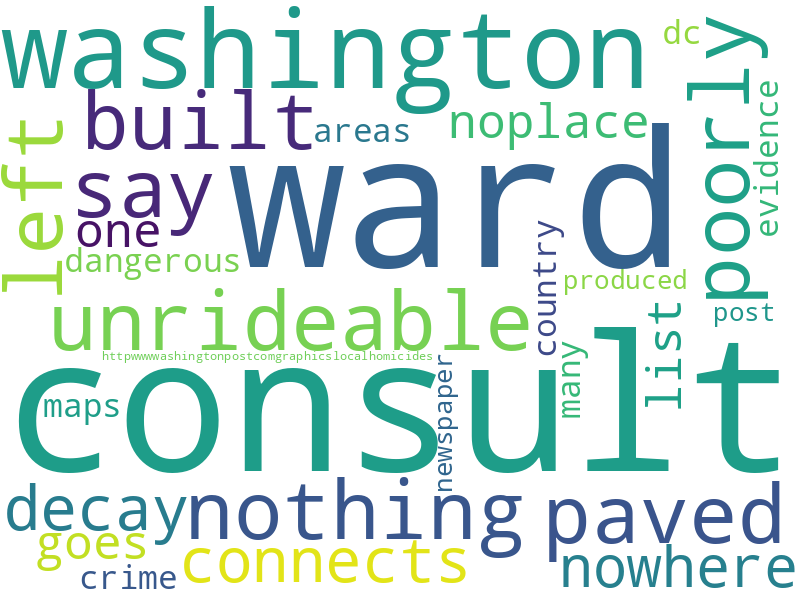 washington
dc
poorly
built
areas
noplace
evidence
left
say
ward
one
dangerous
country
produced
unrideable
list
post
httpwwwwashingtonpostcomgraphicslocalhomicides
consult
maps
newspaper
many
decay
nothing
paved
goes
connects
nowhere
crime